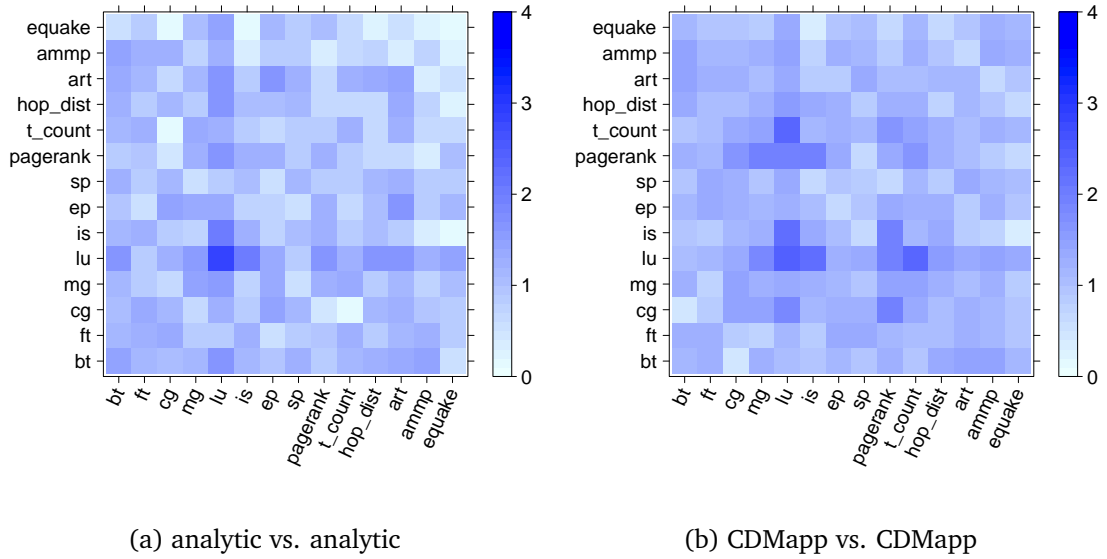 equake
ammp
art
hop_dist
t_count
pagerank
sp
ep
is
lu
mg
cg
ft
bt
bt
ft
cg
mg
lu
is
ep
sp
pagerank
t_count
hop_dist
art
ammp
equake
4
3
2
1
0
(a) analytic vs. analytic
equake
ammp
art
hop_dist
t_count
pagerank
sp
ep
is
lu
mg
cg
ft
bt
bt
ft
cg
mg
lu
is
ep
sp
pagerank
t_count
hop_dist
art
ammp
equake
4
3
2
1
0
(b) CDMapp vs. CDMapp